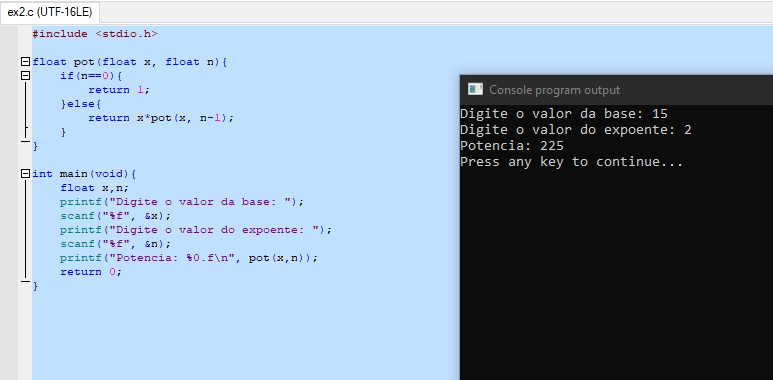 ex2.c (UTF-16LE)
#include <stdio.h>
float pot(float x, float n){
if(n==0){
return 1;
}else{
return x*pot(x, n-1);
}
}
int main(void){
float x,n;
printf("Digite o valor da base: ");
scanf("%f", &x);
printf("Digite o valor do expoente: ");
scanf("%f", &n);
printf("Potencia: %0.f\n", pot(x,n));
return 0;
}
Console program output
Digite o valor da base: 15
Digite o valor do expoente: 2
Potencia: 225
Press any key to continue...